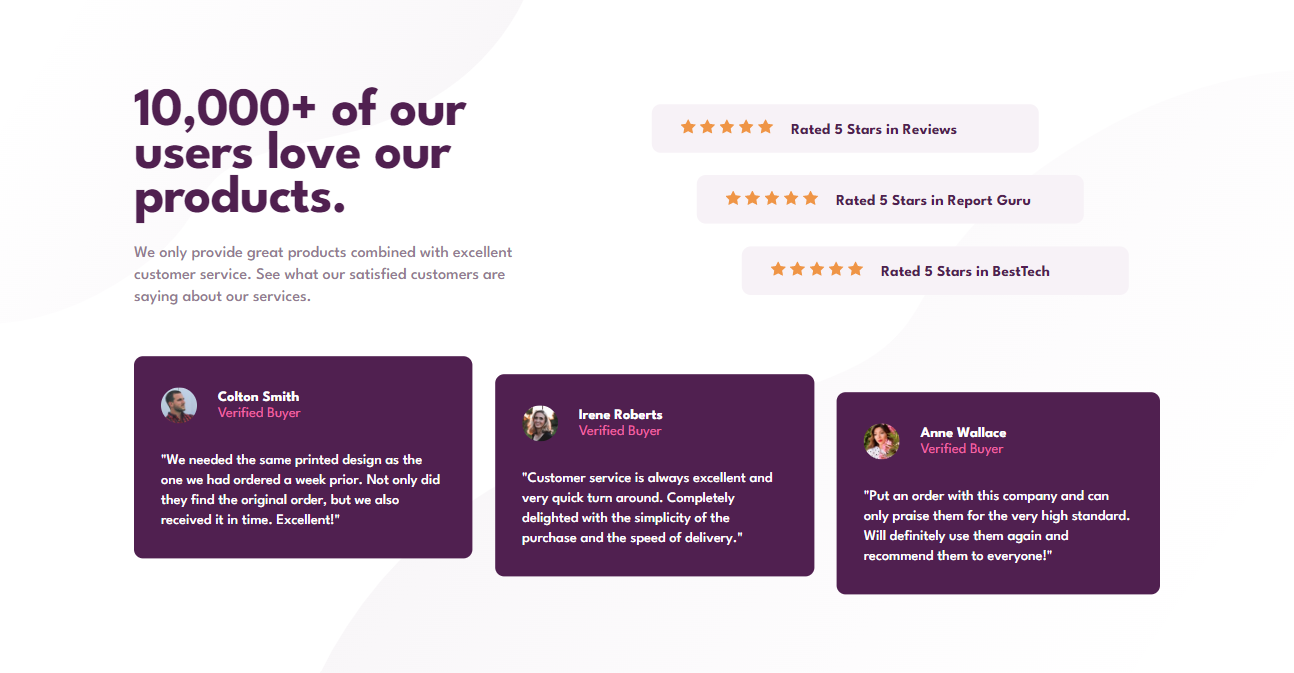 10,000+ of our
users love our
products.
We only provide great products combined with excellent
customer service. See what our satisfied customers are
saying about our services.
Rated 5 Stars in Reviews
Rated 5 Stars in Report Guru
Rated 5 Stars in BestTech
Colton Smith
Verified Buyer
"We needed the same printed design as the
one we had ordered a week prior. Not only did
they find the original order, but we also
received it in time. Excellent!"
Irene Roberts
Verified Buyer
"Customer service is always excellent and
very quick turn around. Completely
delighted with the simplicity of the
purchase and the speed of delivery."
Anne Wallace
Verified Buyer
"Put an order with this company and can
only praise them for the very high standard.
Will definitely use them again and
recommend them to everyone!"